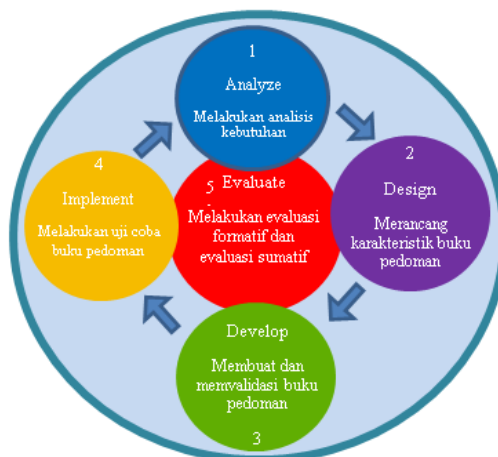 1
Analyze
Melakukan analisis
kebutuhan
2
Design
Merancang
karakteristik buku
pedoman
Develop
Membuat dan
memvalidasi buku
pedoman
3
4
Implement
Melakukan uji coba
buku pedoman
5 Evaluate
Melakukan evaluasi
formatif dan
evaluasi sumatif